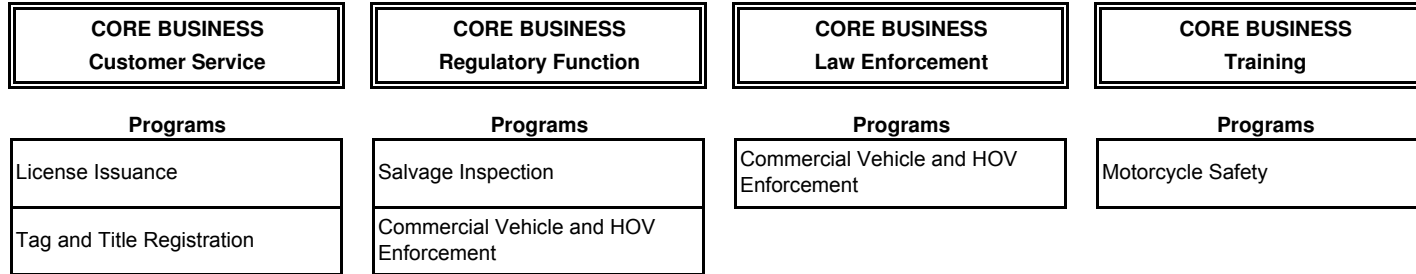 CORE BUSINESS
Customer Service
CORE BUSINESS
Regulatory Function
CORE BUSINESS
Law Enforcement
CORE BUSINESS
Training
Programs
License Issuance
Tag and Title Registration
Programs
Salvage Inspection
Commercial Vehicle and HOV
Enforcement
Programs
Commercial Vehicle and HOV
Enforcement
Programs
Motorcycle Safety